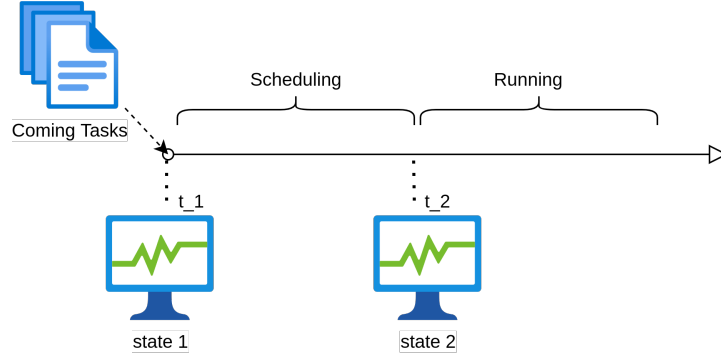 Scheduling
Running
Coming Tasks
t_1
t_2
state 1
state 2